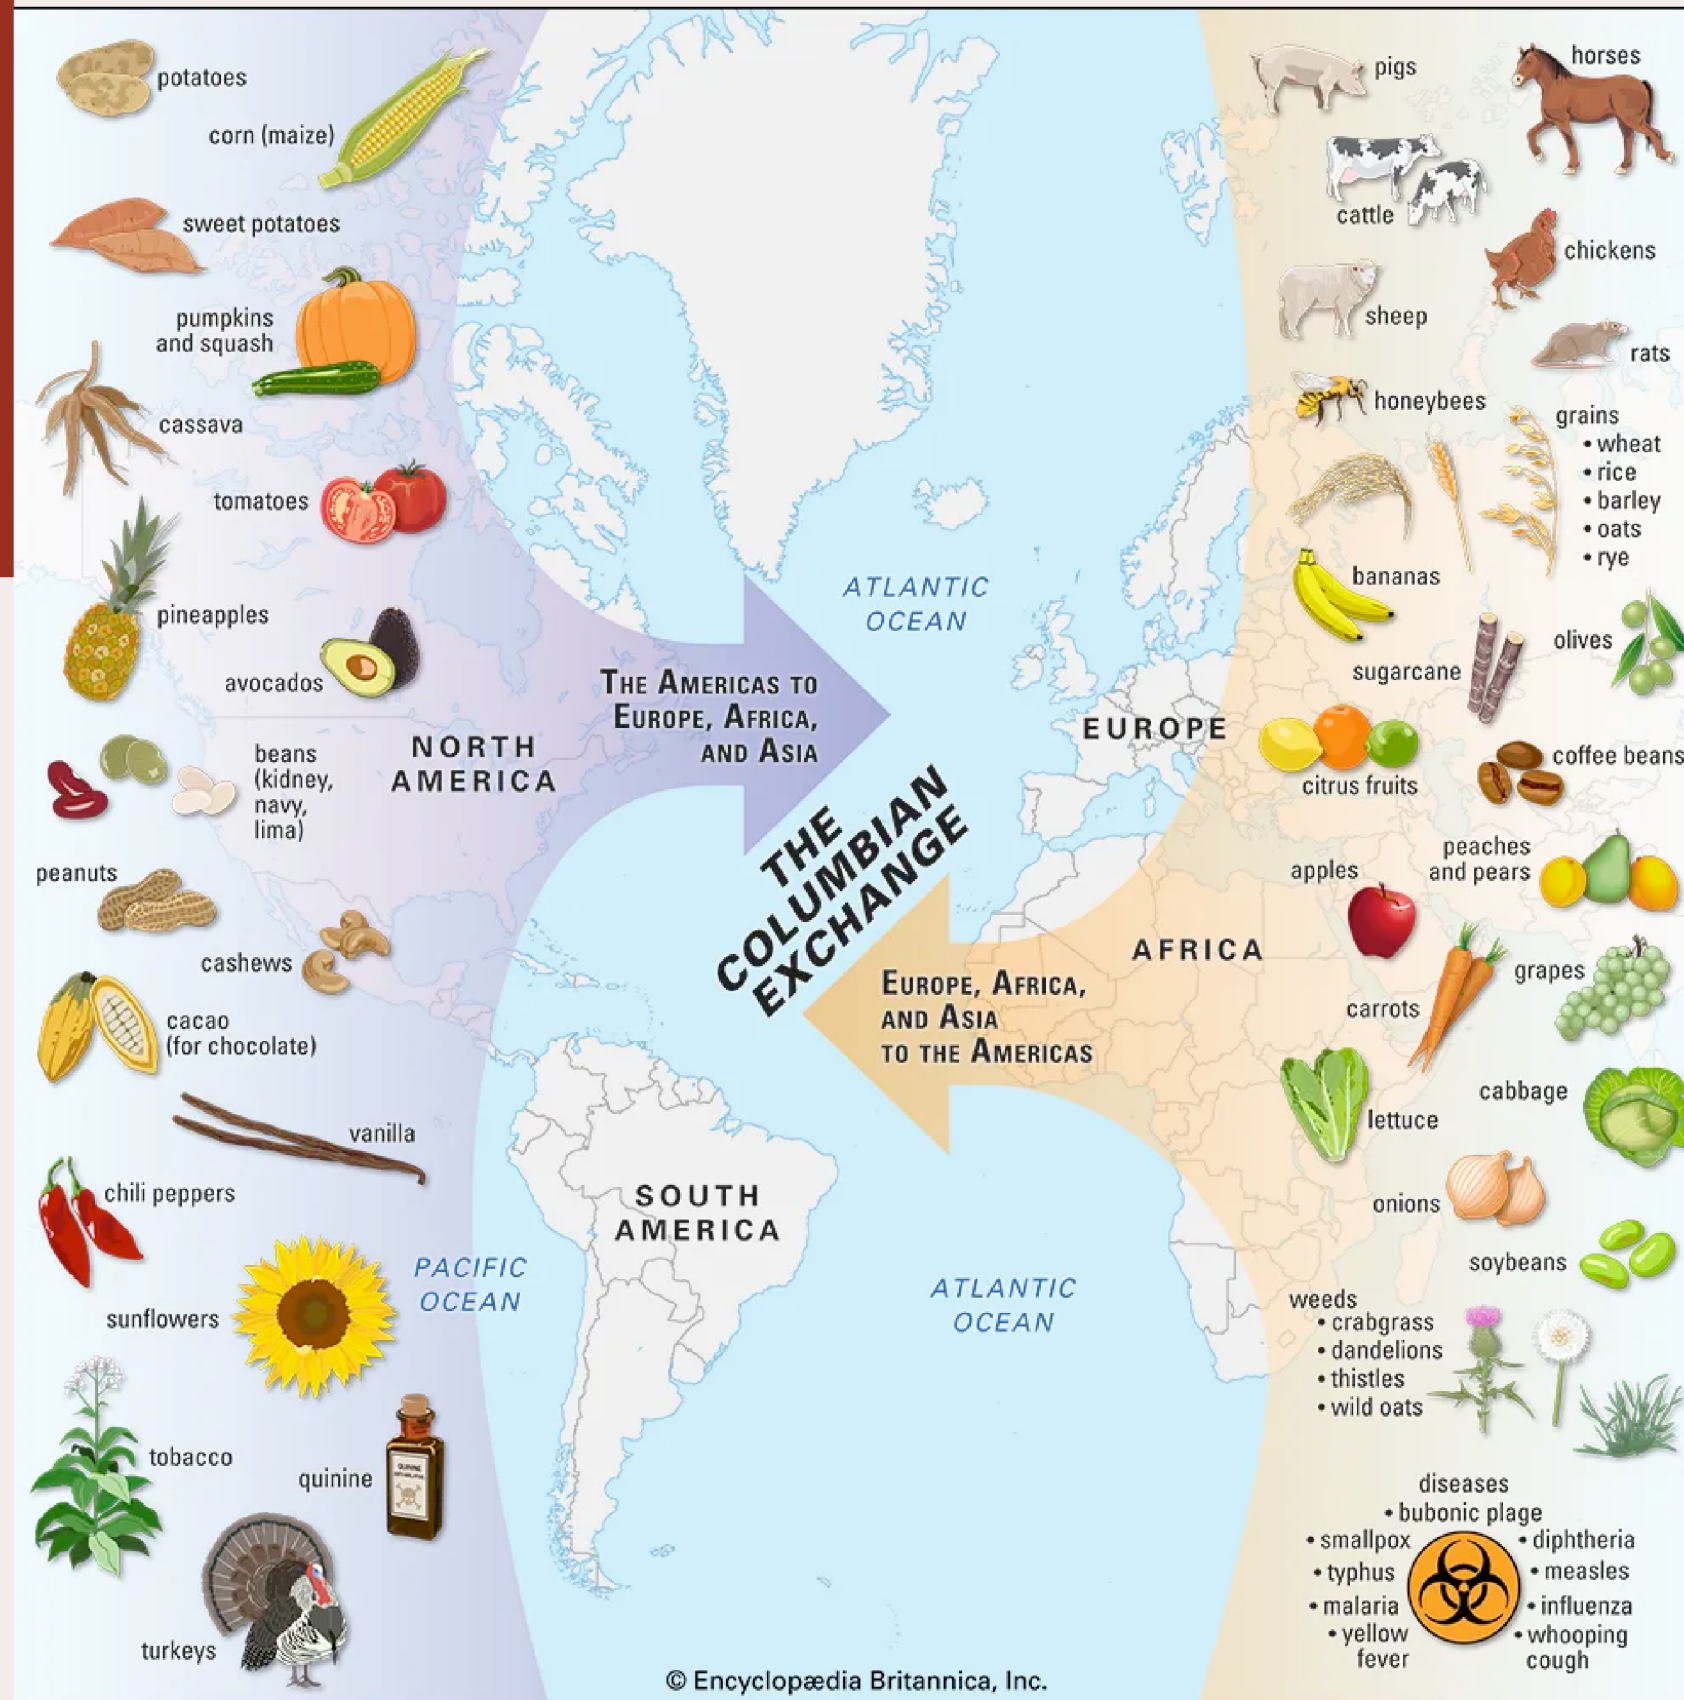 potatoes
corn (maize)
sweet potatoes
pumpkins
and squash
cassava
tomatoes
pineapples
avocados
beans
(kidney,
navy,
lima)
peanuts
cashews
cacao
(for chocolate)
vanilla
chili peppers
sunflowers
tobacco
quinine
QUININE
turkeys
NORTH
AMERICA
THE AMERICAS TO
EUROPE, AFRICA,
AND ASIA
ATLANTIC
OCEAN
EUROPE
THE
COLUMBIAN
EXCHANGE
AFRICA
EUROPE, AFRICA,
AND ASIA
TO THE AMERICAS
SOUTH
AMERICA
PACIFIC
OCEAN
ATLANTIC
OCEAN
pigs
horses
cattle
chickens
sheep
rats
honeybees
grains
• wheat
• rice
• barley
• oats
• rye
bananas
olives
sugarcane
citrus fruits
coffee beans
peaches
and pears
apples
grapes
carrots
cabbage
lettuce
onions
soybeans
weeds
• crabgrass
• dandelions
• thistles
• wild oats
diseases
• bubonic plage
• smallpox
• diphtheria
• typhus
• measles
• malaria
• influenza
• yellow
fever
• whooping
cough
© Encyclopædia Britannica, Inc.